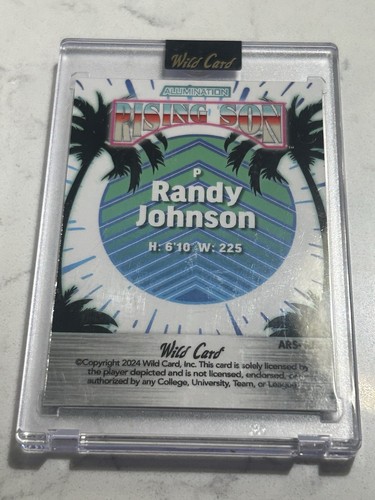 Wild Card
ALUMINATION
RISING SON
P
Randy
Johnson
H: 6'10 W: 225
Wild Card
©Copyright 2024 Wild Card, Inc. This card is solely licensed by
the player depicted and is not licensed, endorsed,
authorized by any College, University, Team, or League.